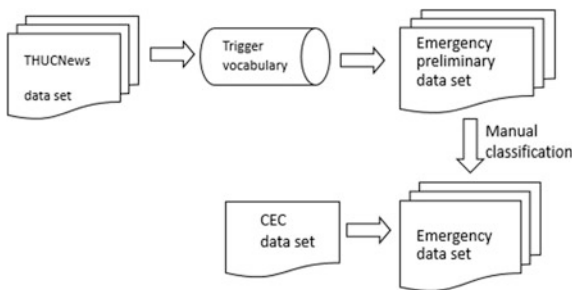 THUCNews
data set
Trigger
vocabulary
Emergency
preliminary
data set
Manual
classification
CEC
data set
Emergency
data set